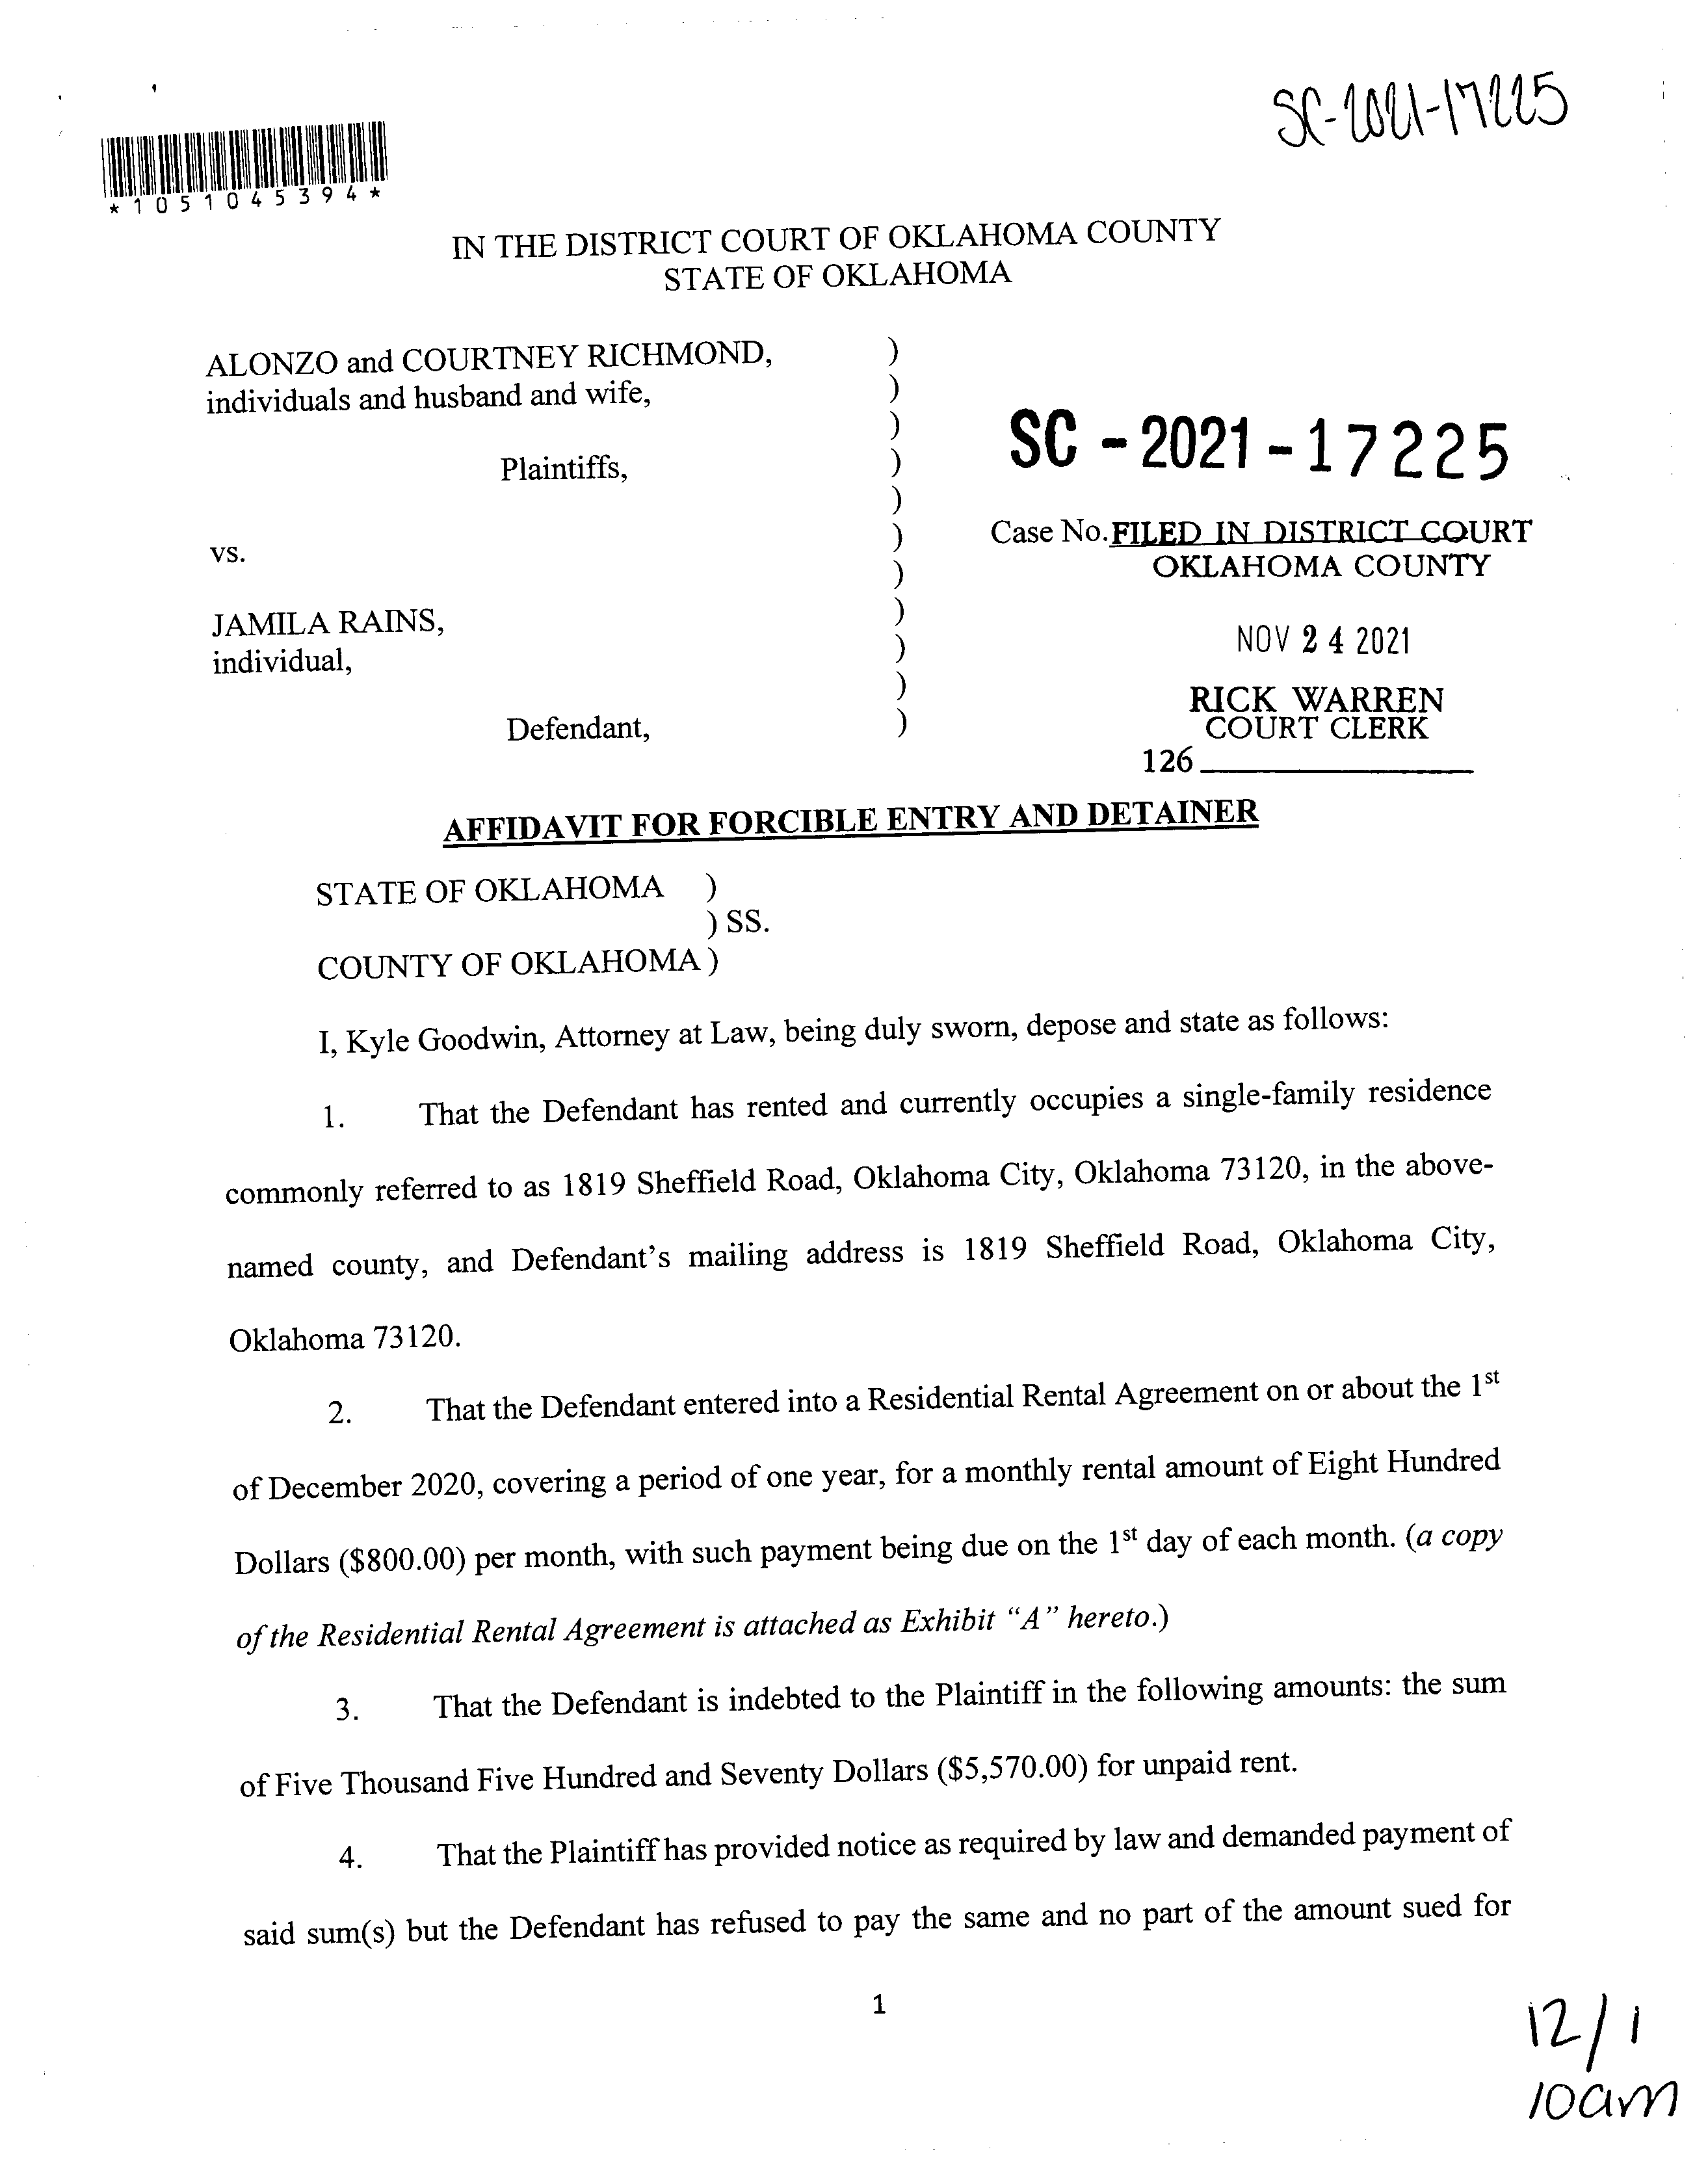 SC-2021-17225
*1051045394*
IN THE DISTRICT COURT OF OKLAHOMA COUNTY
STATE OF OKLAHOMA
ALONZO and COURTNEY RICHMOND, )
individuals and husband and wife, )
)
Plaintiffs, )
)
vs. )
)
JAMILA RAINS, )
individual, )
)
Defendant, )
SC - 2021 - 17225
Case No. FILED IN DISTRICT COURT
OKLAHOMA COUNTY
NOV 24 2021
RICK WARREN
COURT CLERK
126
AFFIDAVIT FOR FORCIBLE ENTRY AND DETAINER
STATE OF OKLAHOMA )
) SS.
COUNTY OF OKLAHOMA )
I, Kyle Goodwin, Attorney at Law, being duly sworn, depose and state as follows:
1. That the Defendant has rented and currently occupies a single-family residence
commonly referred to as 1819 Sheffield Road, Oklahoma City, Oklahoma 73120, in the above-
named county, and Defendant's mailing address is 1819 Sheffield Road, Oklahoma City,
Oklahoma 73120.
2. That the Defendant entered into a Residential Rental Agreement on or about the 1st
of December 2020, covering a period of one year, for a monthly rental amount of Eight Hundred
Dollars ($800.00) per month, with such payment being due on the 1st day of each month. (a copy
of the Residential Rental Agreement is attached as Exhibit “A” hereto.)
3. That the Defendant is indebted to the Plaintiff in the following amounts: the sum
of Five Thousand Five Hundred and Seventy Dollars ($5,570.00) for unpaid rent.
4. That the Plaintiff has provided notice as required by law and demanded payment of
said sum(s) but the Defendant has refused to pay the same and no part of the amount sued for
1
12/1
10am